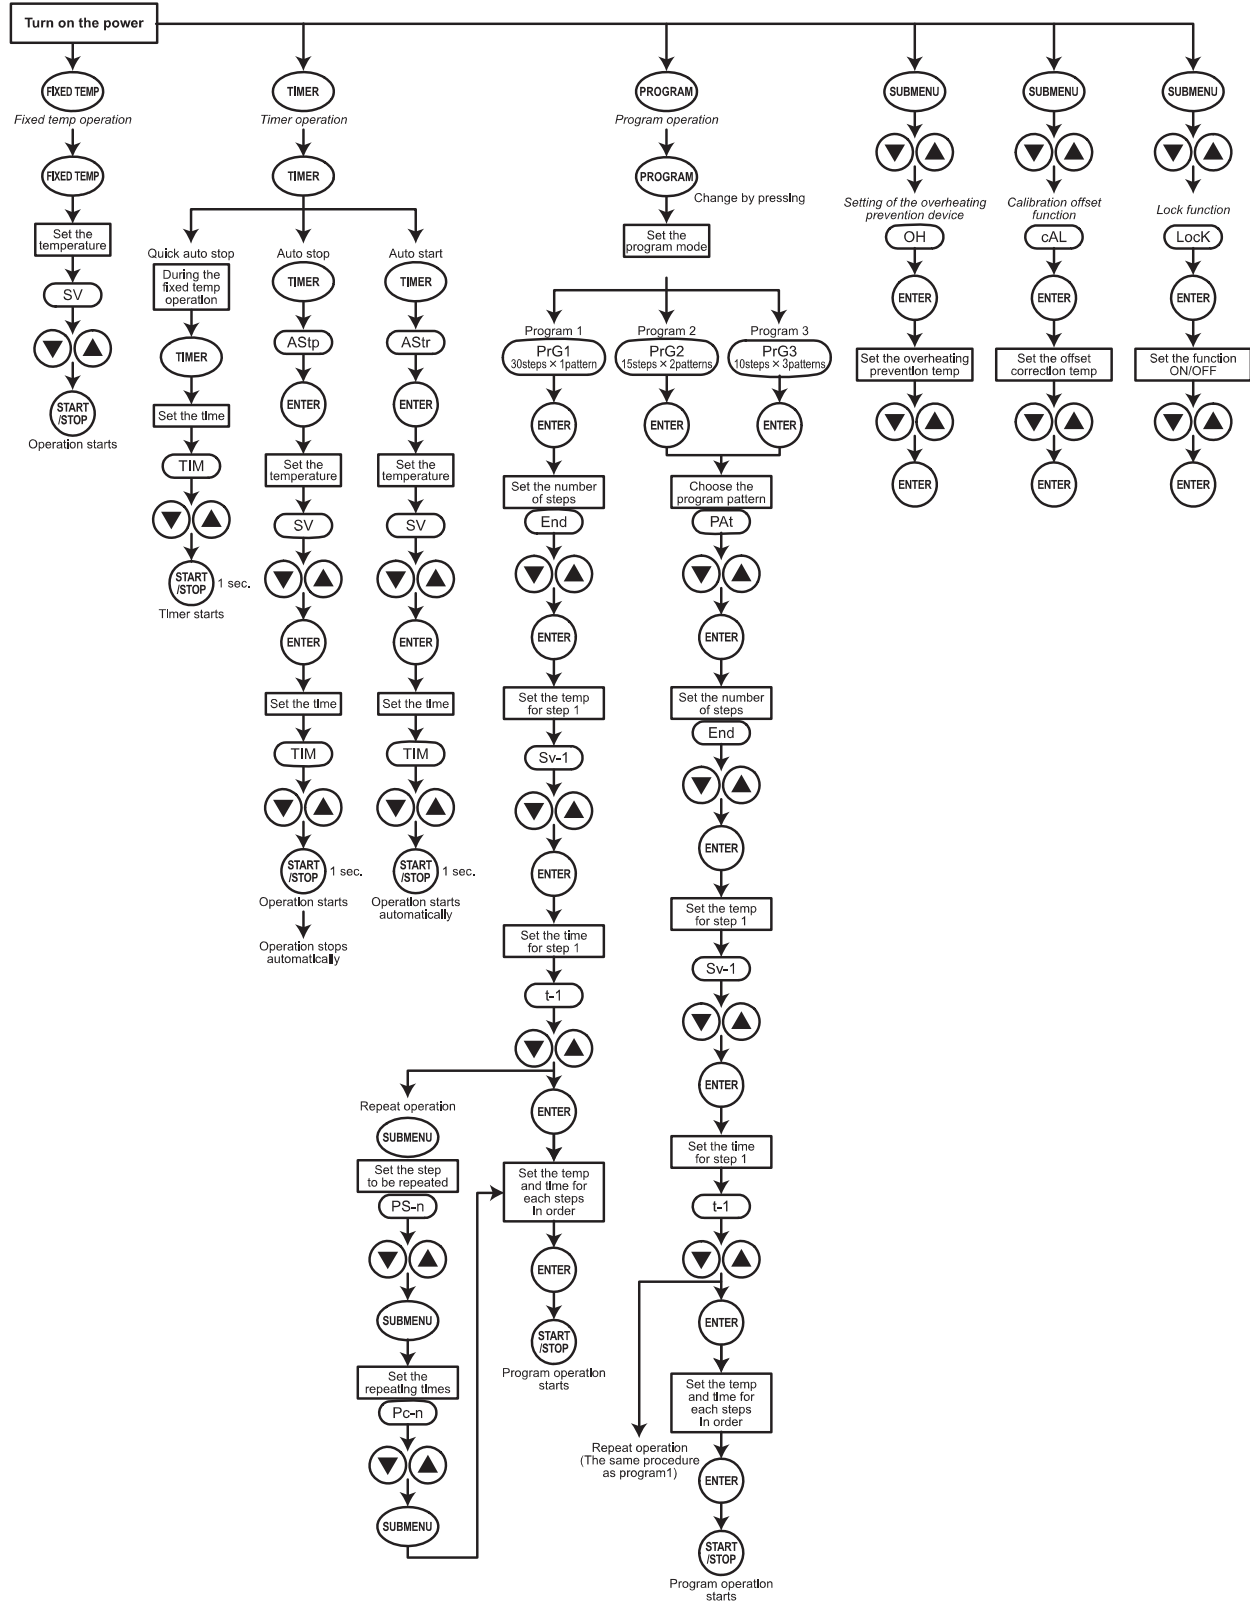 Turn on the power
FIXED TEMP
Fixed temp operation
FIXED TEMP
Set the
temperature
SV
START
/STOP
Operation starts
TIMER
Timer operation
TIMER
Quick auto stop
During the
fixed temp
operation
TIMER
Set the time
TIM
START
/STOP
1 sec.
Timer starts
Auto stop
TIMER
AStp
ENTER
Set the
temperature
SV
ENTER
Set the time
TIM
START
/STOP
1 sec.
Operation starts
Operation stops
automatically
Auto start
TIMER
AStr
ENTER
Set the
temperature
SV
ENTER
Set the time
TIM
START
/STOP
1 sec.
Operation starts
automatically
PROGRAM
Program operation
PROGRAM
Change by pressing
Set the
program mode
Program 1
PrG1
30steps × 1pattern
ENTER
Set the number
of steps
End
ENTER
Set the temp
for step 1
Sv-1
ENTER
Set the time
for step 1
t-1
ENTER
Set the temp
and time for
each steps
in order
ENTER
START
/STOP
Program operation
starts
Repeat operation
SUBMENU
Set the step
to be repeated
PS-n
SUBMENU
Set the
repeating times
Pc-n
SUBMENU
Program 2
PrG2
15steps × 2patterns
ENTER
Program 3
PrG3
10steps × 3patterns
ENTER
Choose the
program pattern
PAt
ENTER
Set the number
of steps
End
ENTER
Set the temp
for step 1
Sv-1
ENTER
Set the time
for step 1
t-1
ENTER
Set the temp
and time for
each steps
in order
ENTER
START
/STOP
Program operation
starts
Repeat operation
(The same procedure
as program1)
SUBMENU
Setting of the overheating
prevention device
OH
ENTER
Set the overheating
prevention temp
ENTER
SUBMENU
Calibration offset
function
cAL
ENTER
Set the offset
correction temp
ENTER
SUBMENU
Lock function
LocK
ENTER
Set the function
ON/OFF
ENTER